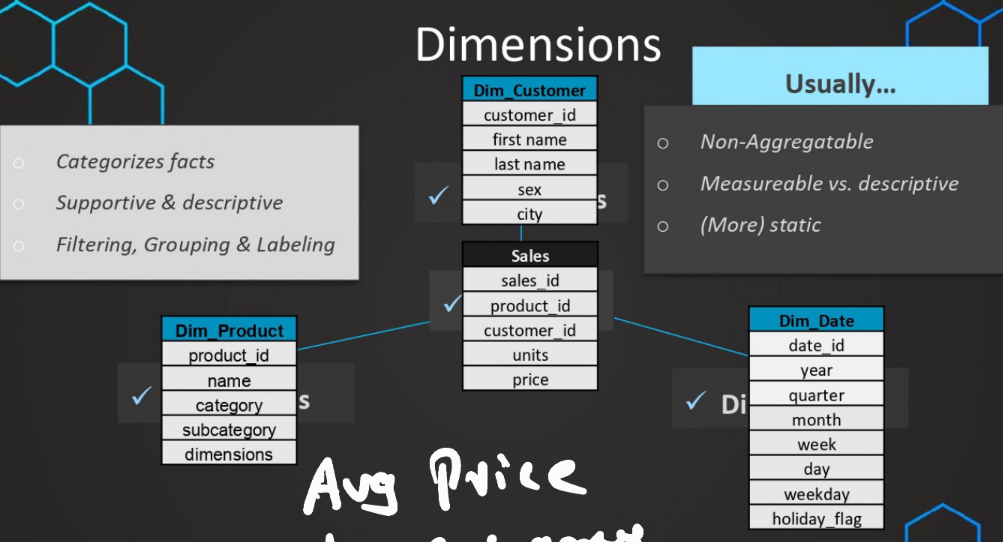 Dimensions
Usually...
Categorizes facts
Supportive & descriptive
Filtering, Grouping & Labeling
Dim_Customer
customer_id
first name
last name
sex
city
s
Non-Aggregatable
Measureable vs. descriptive
(More) static
Sales
sales_id
product_id
customer_id
units
price
Dim_Product
product_id
name
category
subcategory
dimensions
s
Di
Dim_Date
date_id
year
quarter
month
week
day
weekday
holiday_flag
Avg Price